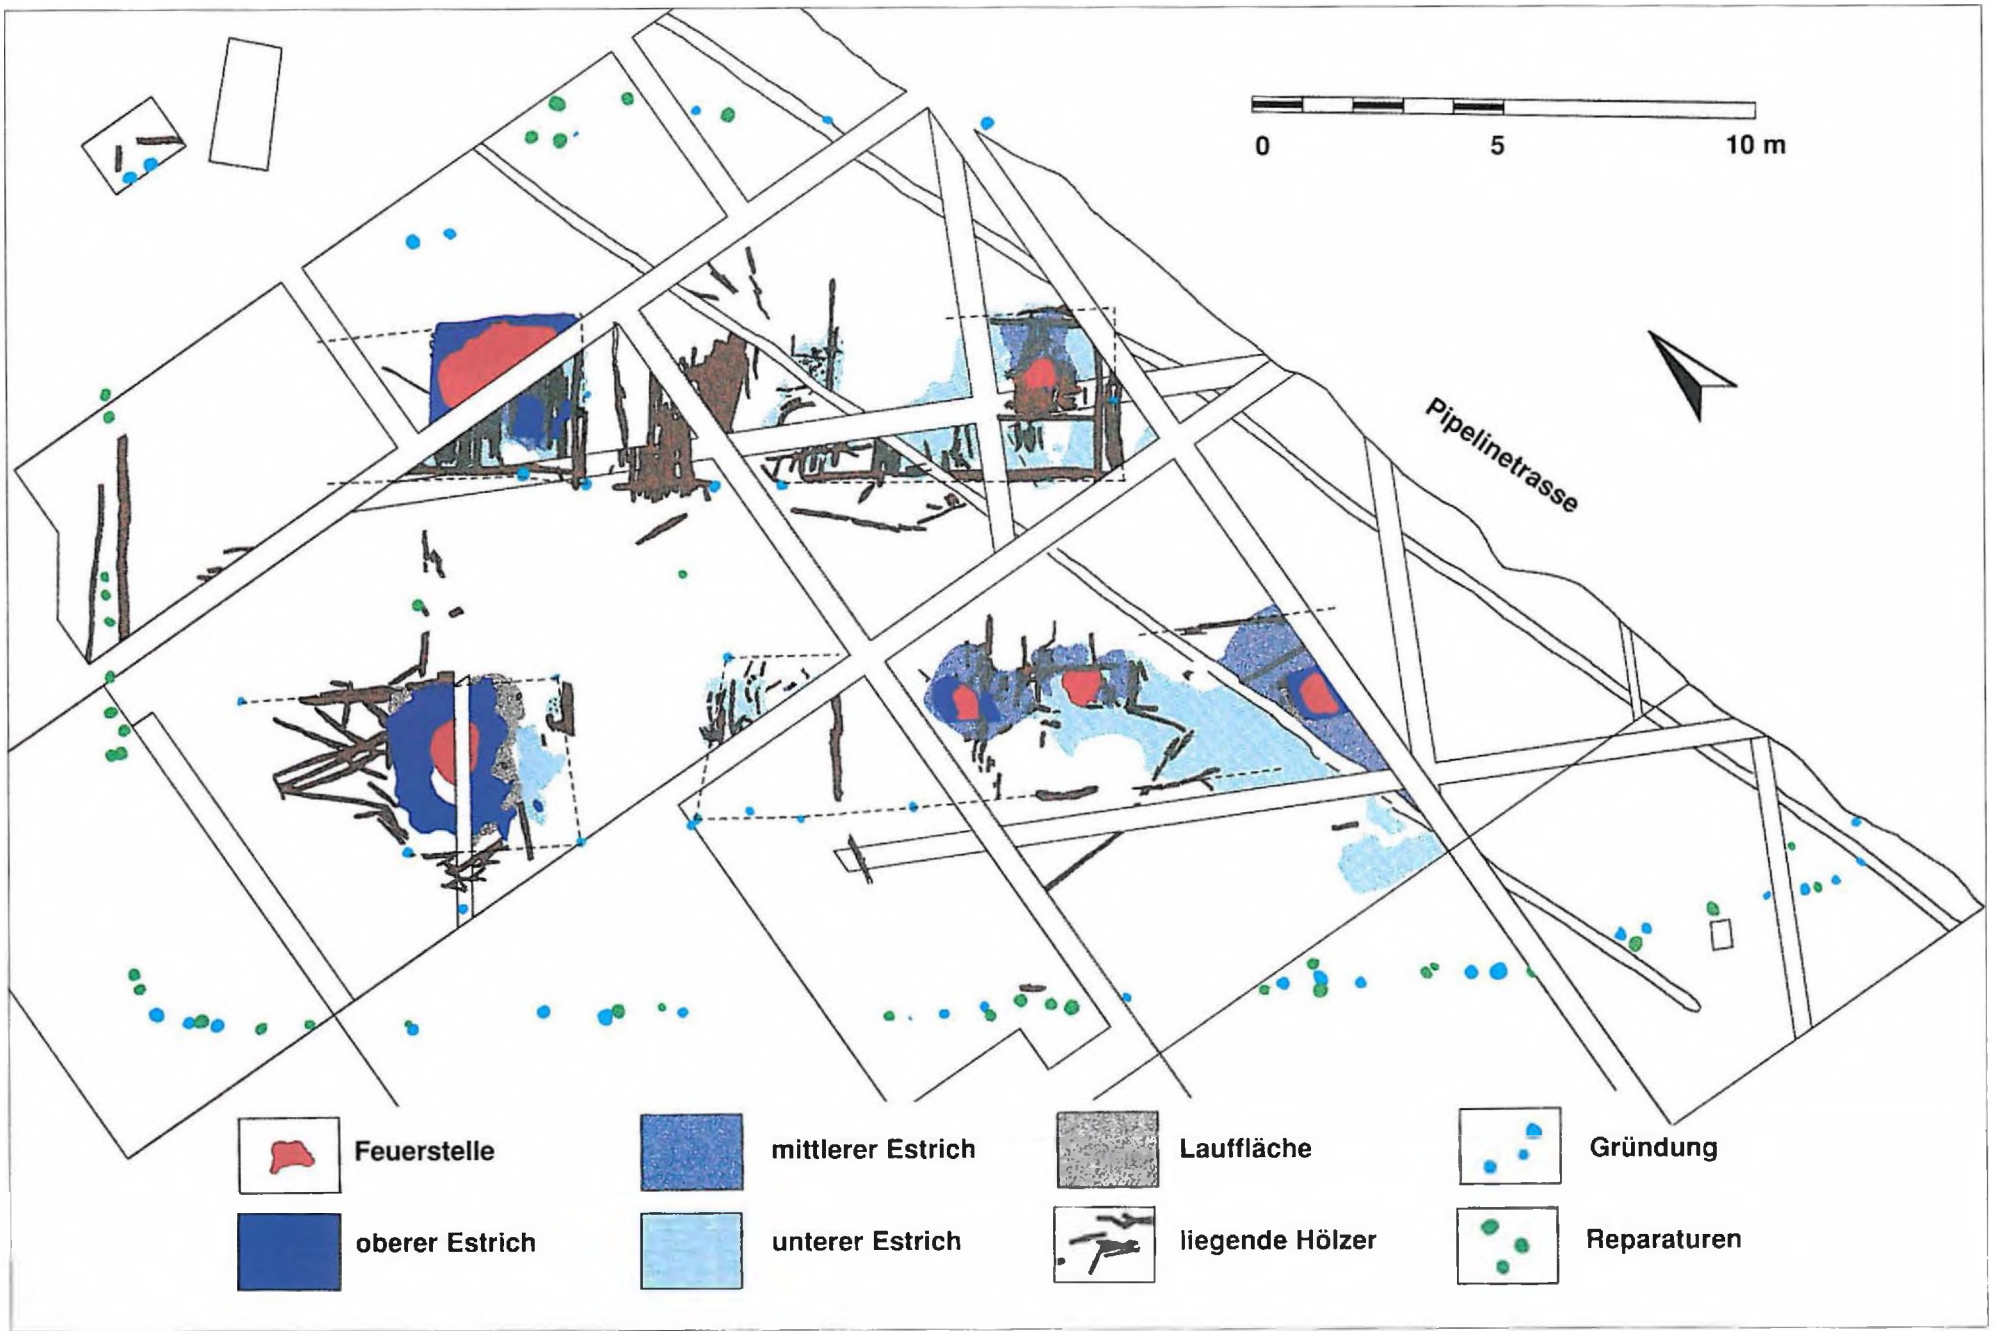 0 5 10 m
Pipelinetrasse
Feuerstelle
mittlerer Estrich
Lauffläche
Gründung
oberer Estrich
unterer Estrich
liegende Hölzer
Reparaturen